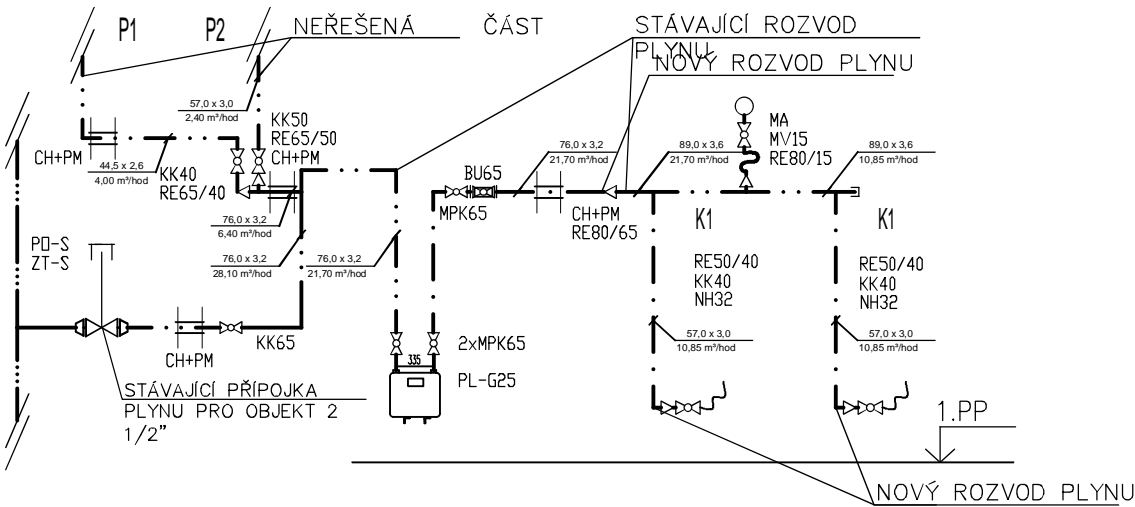 P1
P2
NEŘEŠENÁ ČÁST
STÁVAJÍCÍ ROZVOD
PLYNU
NOVÝ ROZVOD PLYNU
57,0 x 3,0
2,40 m³/hod
KK50
RE65/50
CH+PM
CH+PM
44,5 x 2,6
4,00 m³/hod
KK40
RE65/40
76,0 x 3,2
6,40 m³/hod
76,0 x 3,2
28,10 m³/hod
76,0 x 3,2
21,70 m³/hod
PO-S
ZT-S
CH+PM
KK65
STÁVAJÍCÍ PŘÍPOJKA
PLYNU PRO OBJEKT 2
1/2"
335
2xMPK65
PL-G25
MPK65
BU65
76,0 x 3,2
21,70 m³/hod
CH+PM
RE80/65
89,0 x 3,6
21,70 m³/hod
MA
MV15
RE80/15
89,0 x 3,6
10,85 m³/hod
K1
RE50/40
KK40
NH32
57,0 x 3,0
10,85 m³/hod
K1
RE50/40
KK40
NH32
57,0 x 3,0
10,85 m³/hod
1.PP
NOVÝ ROZVOD PLYNU